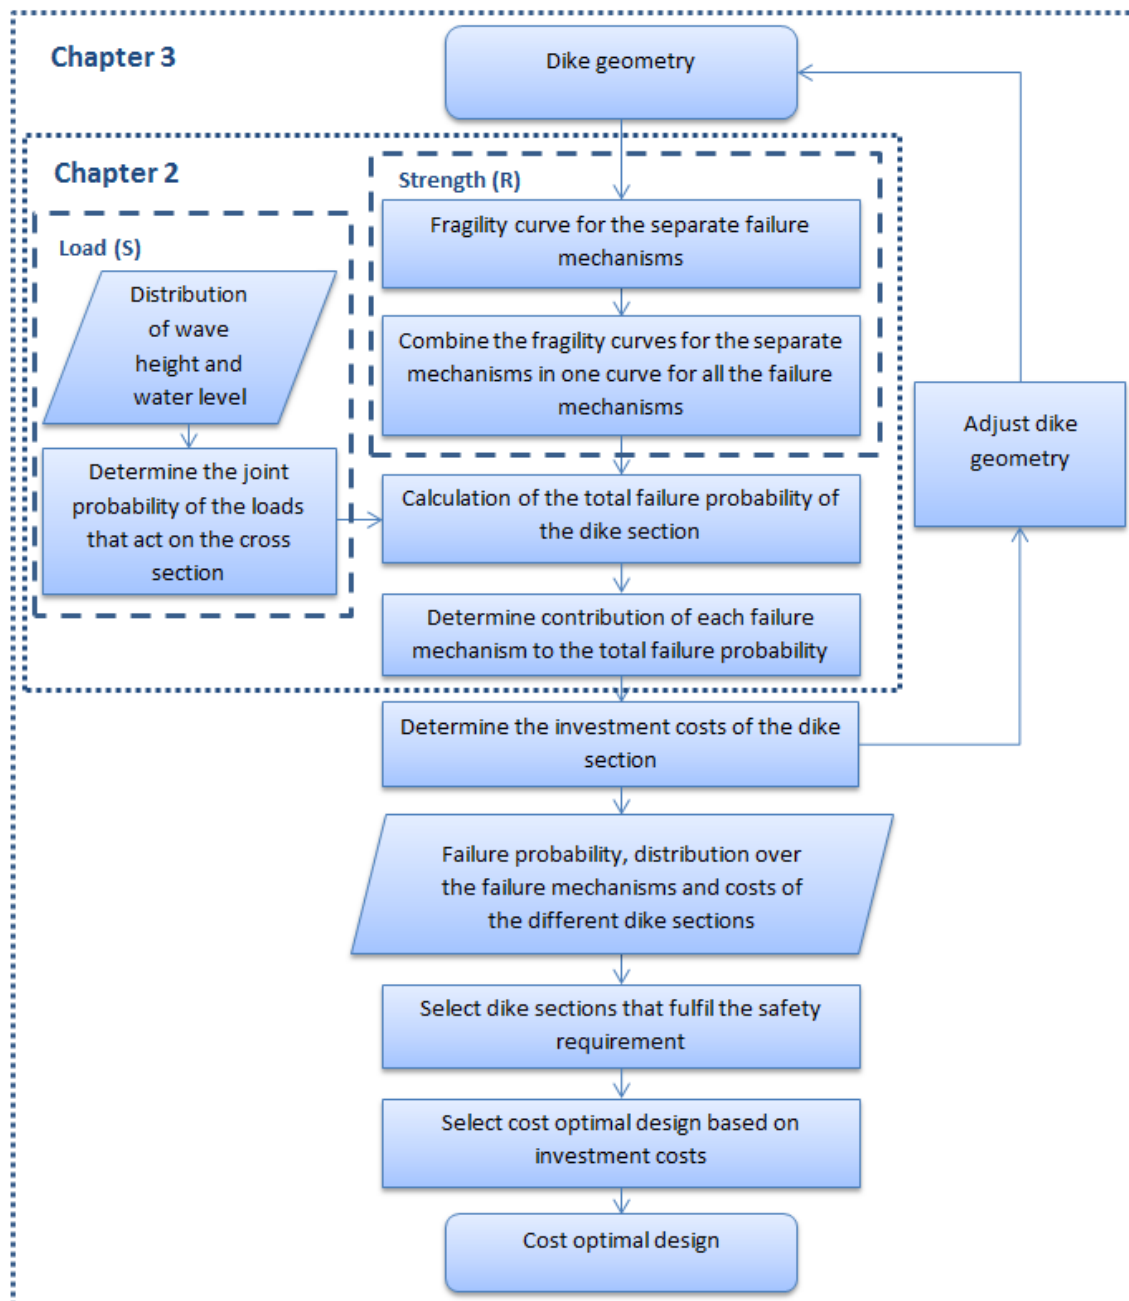 Chapter 3
Dike geometry
Chapter 2
Strength (R)
Fragility curve for the separate failure
mechanisms
Load (S)
Distribution
of wave
height and
water level
Combine the fragility curves for the separate
mechanisms in one curve for all the failure
mechanisms
Adjust dike
geometry
Determine the joint
probability of the loads
that act on the cross
section
Calculation of the total failure probability of
the dike section
Determine contribution of each failure
mechanism to the total failure probability
Determine the investment costs of the dike
section
Failure probability, distribution over
the failure mechanisms and costs of
the different dike sections
Select dike sections that fulfil the safety
requirement
Select cost optimal design based on
investment costs
Cost optimal design